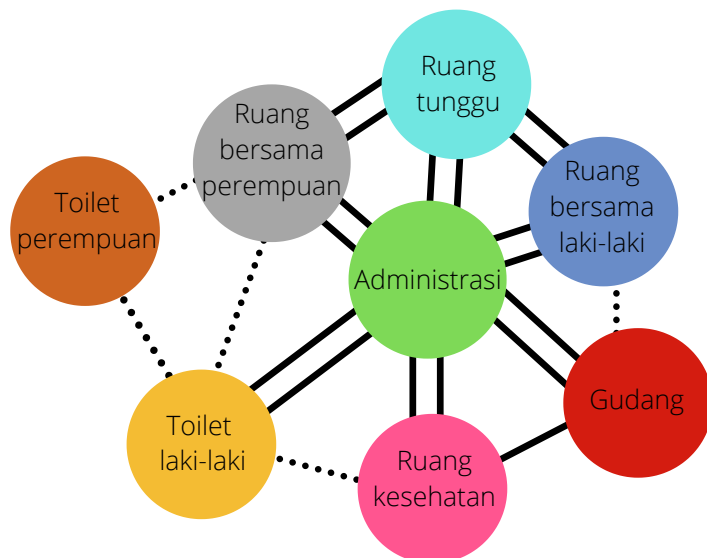 Ruang
tunggu
Ruang
bersama
perempuan
Ruang
bersama
laki-laki
Toilet
perempuan
Administrasi
Gudang
Toilet
laki-laki
Ruang
kesehatan